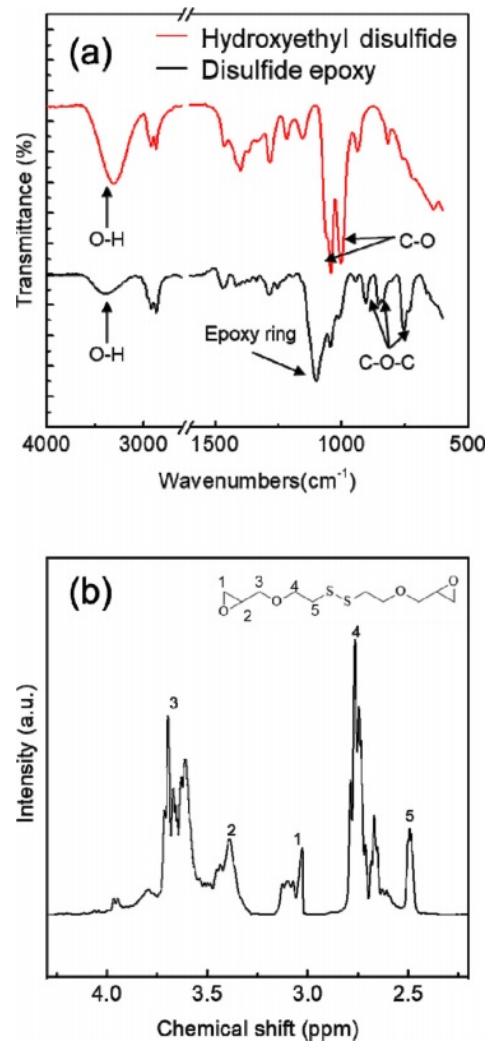 (a)
Hydroxyethyl disulfide
Disulfide epoxy
Transmittance (%)
O-H
C-O
O-H
Epoxy ring
C-O-C
4000 3000 1500 1000 500
Wavenumbers(cm⁻¹)
(b)
1 2 3 O 4 5 S S O O
O
3
4
2
1
5
Intensity (a.u.)
4.0 3.5 3.0 2.5
Chemical shift (ppm)